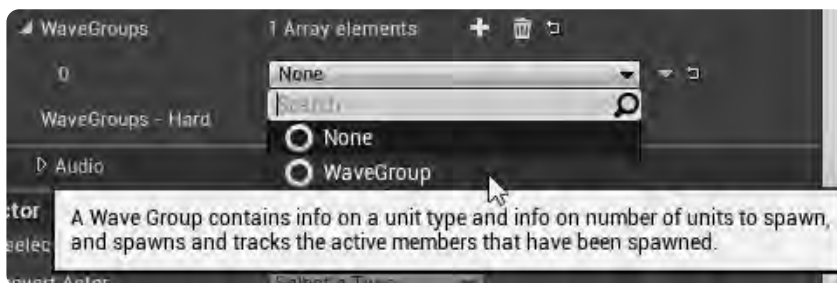 WaveGroups 1 Array elements
0 None
Search
WaveGroups - Hard
None
Audio
WaveGroup
A Wave Group contains info on a unit type and info on number of units to spawn,
and spawns and tracks the active members that have been spawned.